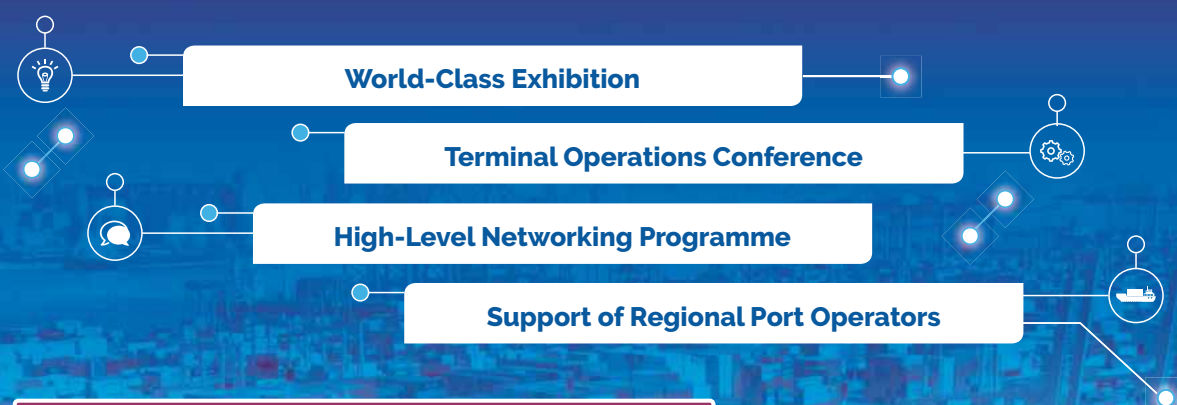 World-Class Exhibition
Terminal Operations Conference
High-Level Networking Programme
Support of Regional Port Operators